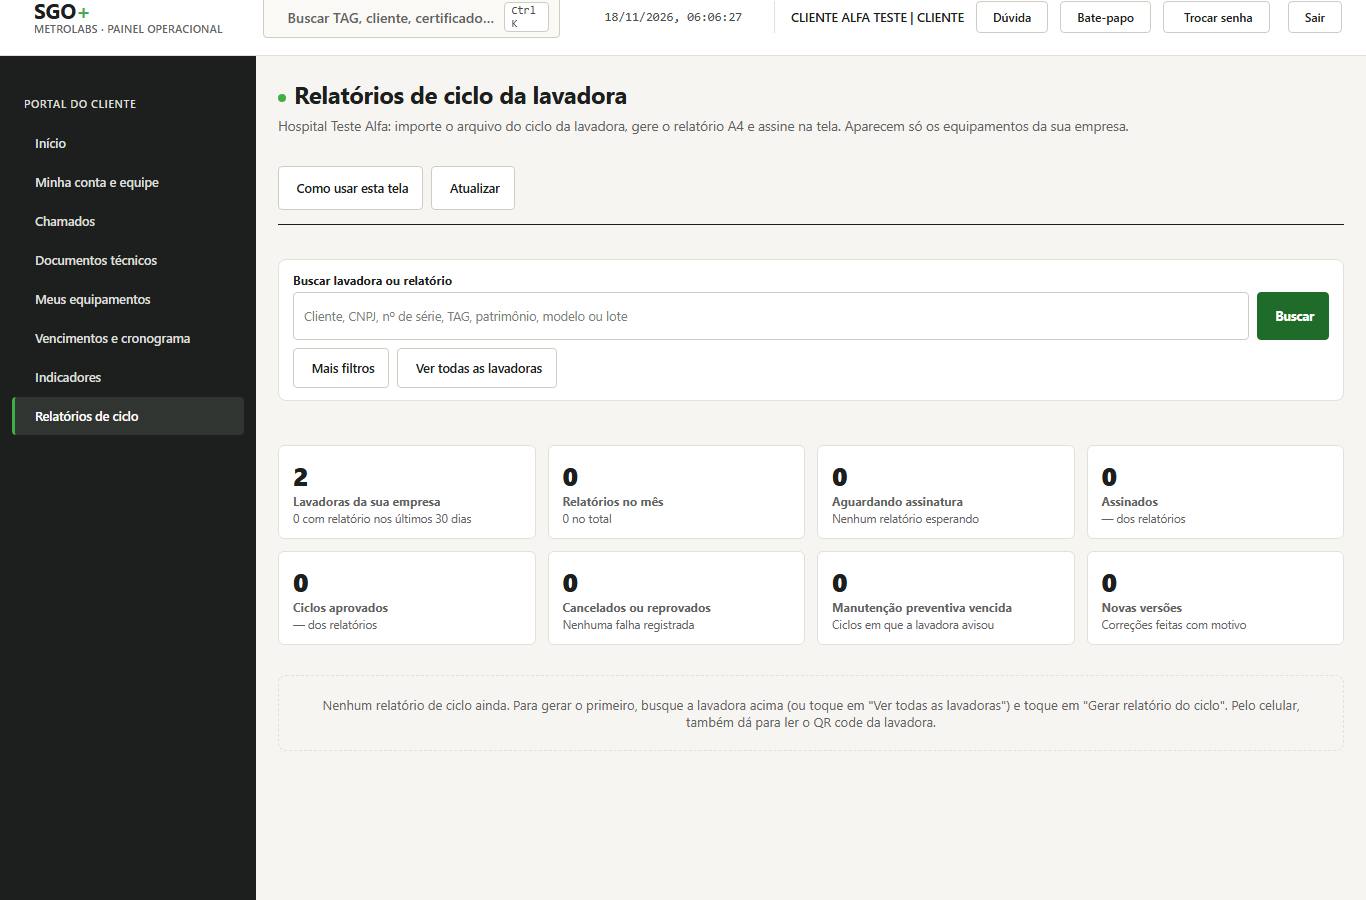 SGO+
METROLABS · PAINEL OPERACIONAL
Buscar TAG, cliente, certificado...
Ctrl K
18/11/2026, 06:06:27
CLIENTE ALFA TESTE | CLIENTE
Dúvida
Bate-papo
Trocar senha
Sair
PORTAL DO CLIENTE
Início
Minha conta e equipe
Chamados
Documentos técnicos
Meus equipamentos
Vencimentos e cronograma
Indicadores
Relatórios de ciclo
Relatórios de ciclo da lavadora
Hospital Teste Alfa: importe o arquivo do ciclo da lavadora, gere o relatório A4 e assine na tela. Aparecem só os equipamentos da sua empresa.
Como usar esta tela
Atualizar
Buscar lavadora ou relatório
Cliente, CNPJ, nº de série, TAG, patrimônio, modelo ou lote
Buscar
Mais filtros
Ver todas as lavadoras
2
Lavadoras da sua empresa
0 com relatório nos últimos 30 dias
0
Relatórios no mês
0 no total
0
Aguardando assinatura
Nenhum relatório esperando
0
Assinados
— dos relatórios
0
Ciclos aprovados
— dos relatórios
0
Cancelados ou reprovados
Nenhuma falha registrada
0
Manutenção preventiva vencida
Ciclos em que a lavadora avisou
0
Novas versões
Correções feitas com motivo
Nenhum relatório de ciclo ainda. Para gerar o primeiro, busque a lavadora acima (ou toque em "Ver todas as lavadoras") e toque em "Gerar relatório do ciclo". Pelo celular,
também dá para ler o QR code da lavadora.